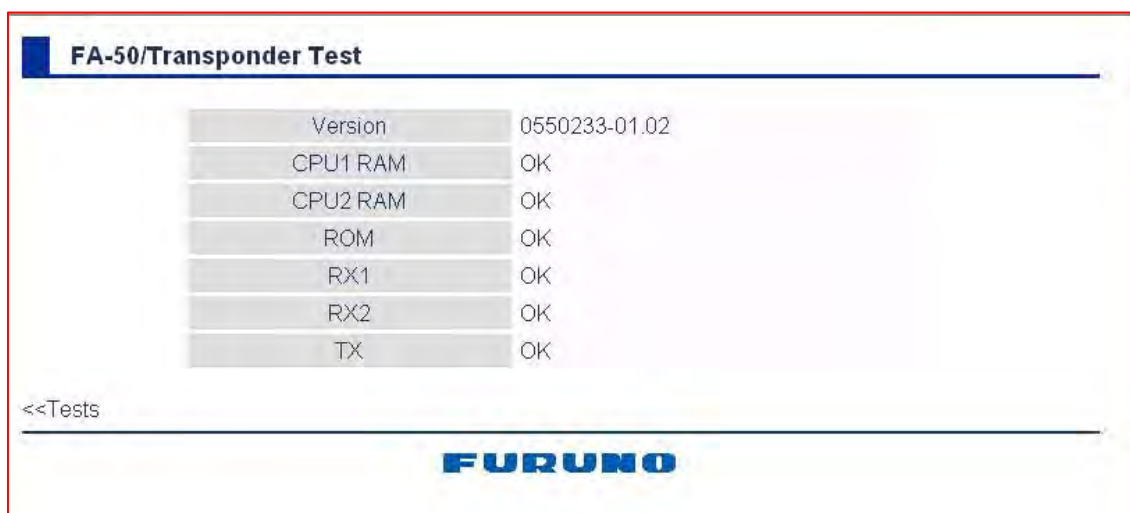 FA-50/Transponder Test
Version 0550233-01.02
CPU1 RAM OK
CPU2 RAM OK
ROM OK
RX1 OK
RX2 OK
TX OK
<<Tests
FURUNO